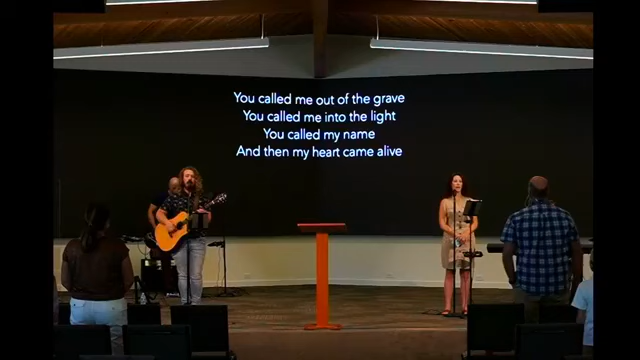 You called me out of the grave
You called me into the light
You called my name
And then my heart came alive